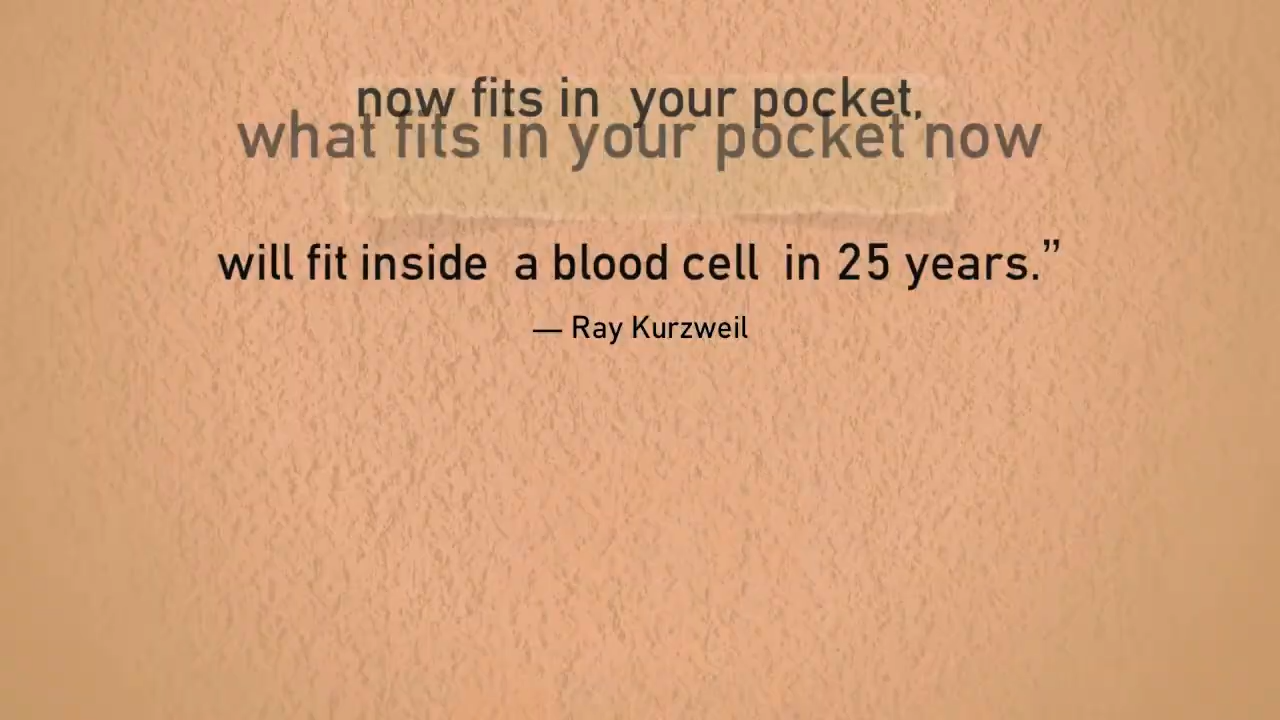 now fits in your pocket,
what fits in your pocket now
will fit inside a blood cell in 25 years.”
— Ray Kurzweil